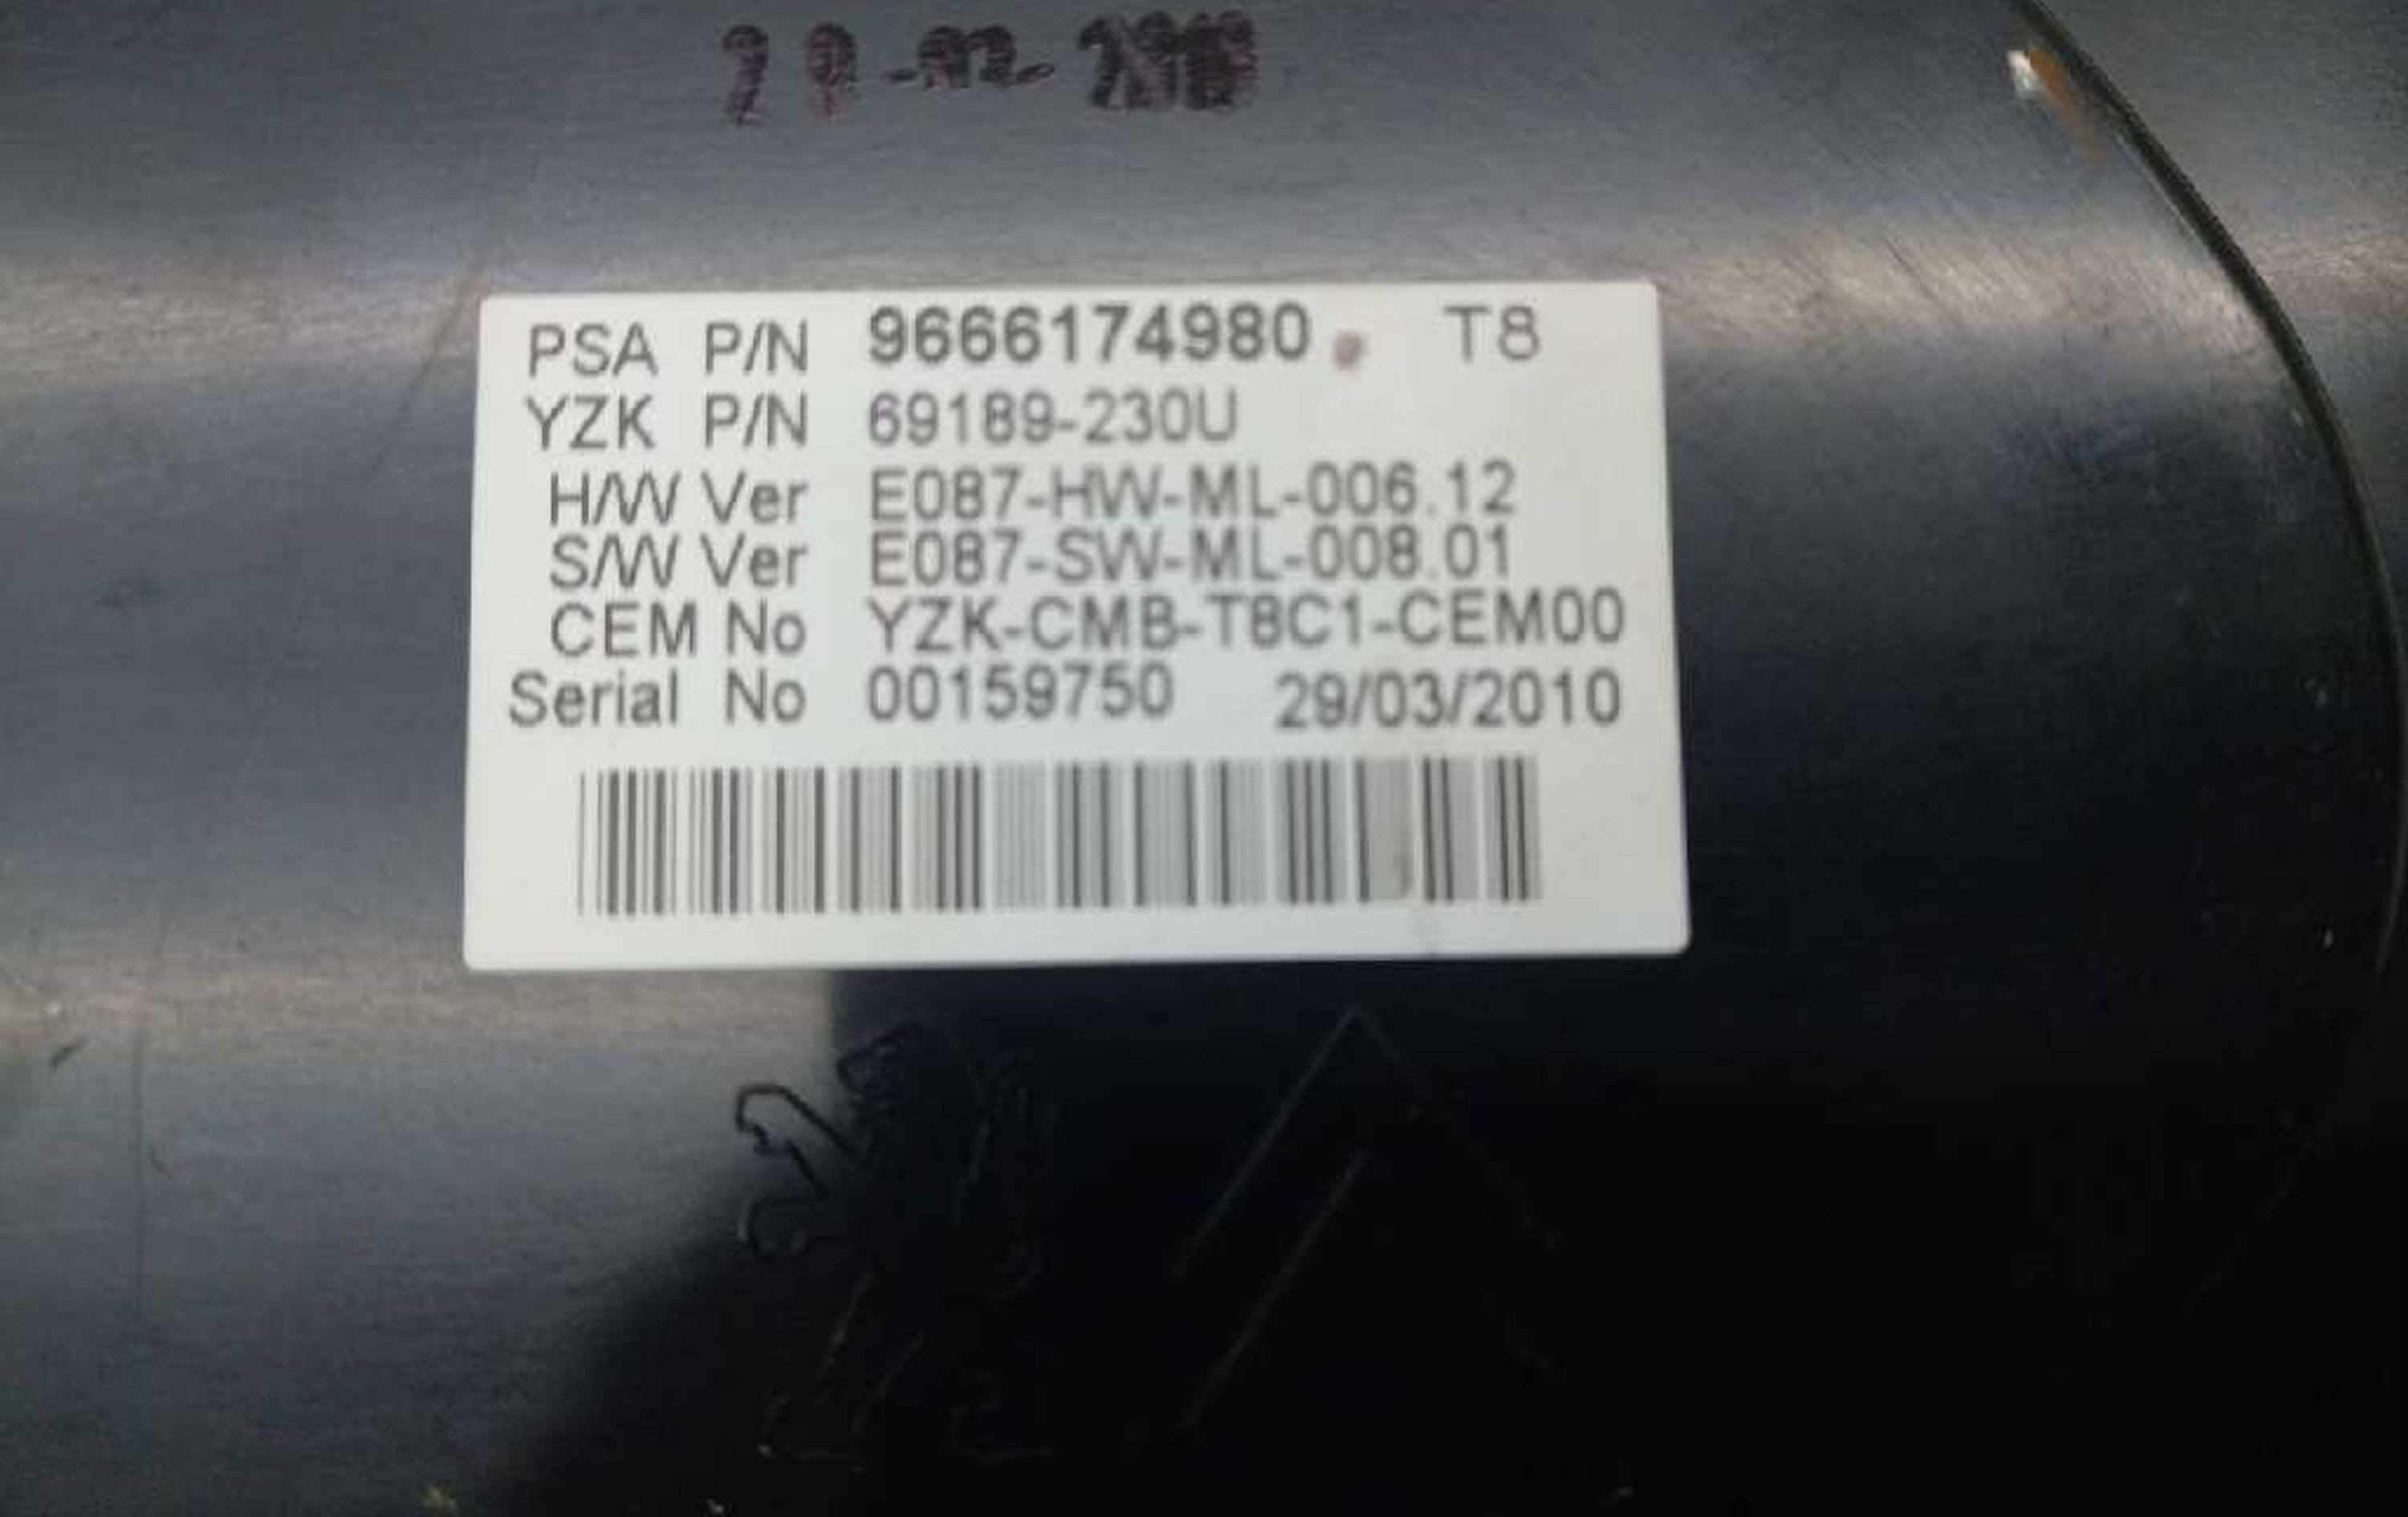 PSA P/N 9666174980 T8
YZK P/N 69189-230U
H/W Ver E087-HW-ML-006.12
S/W Ver E087-SW-ML-008.01
CEM No YZK-CMB-T8C1-CEM00
Serial No 00159750 29/03/2010